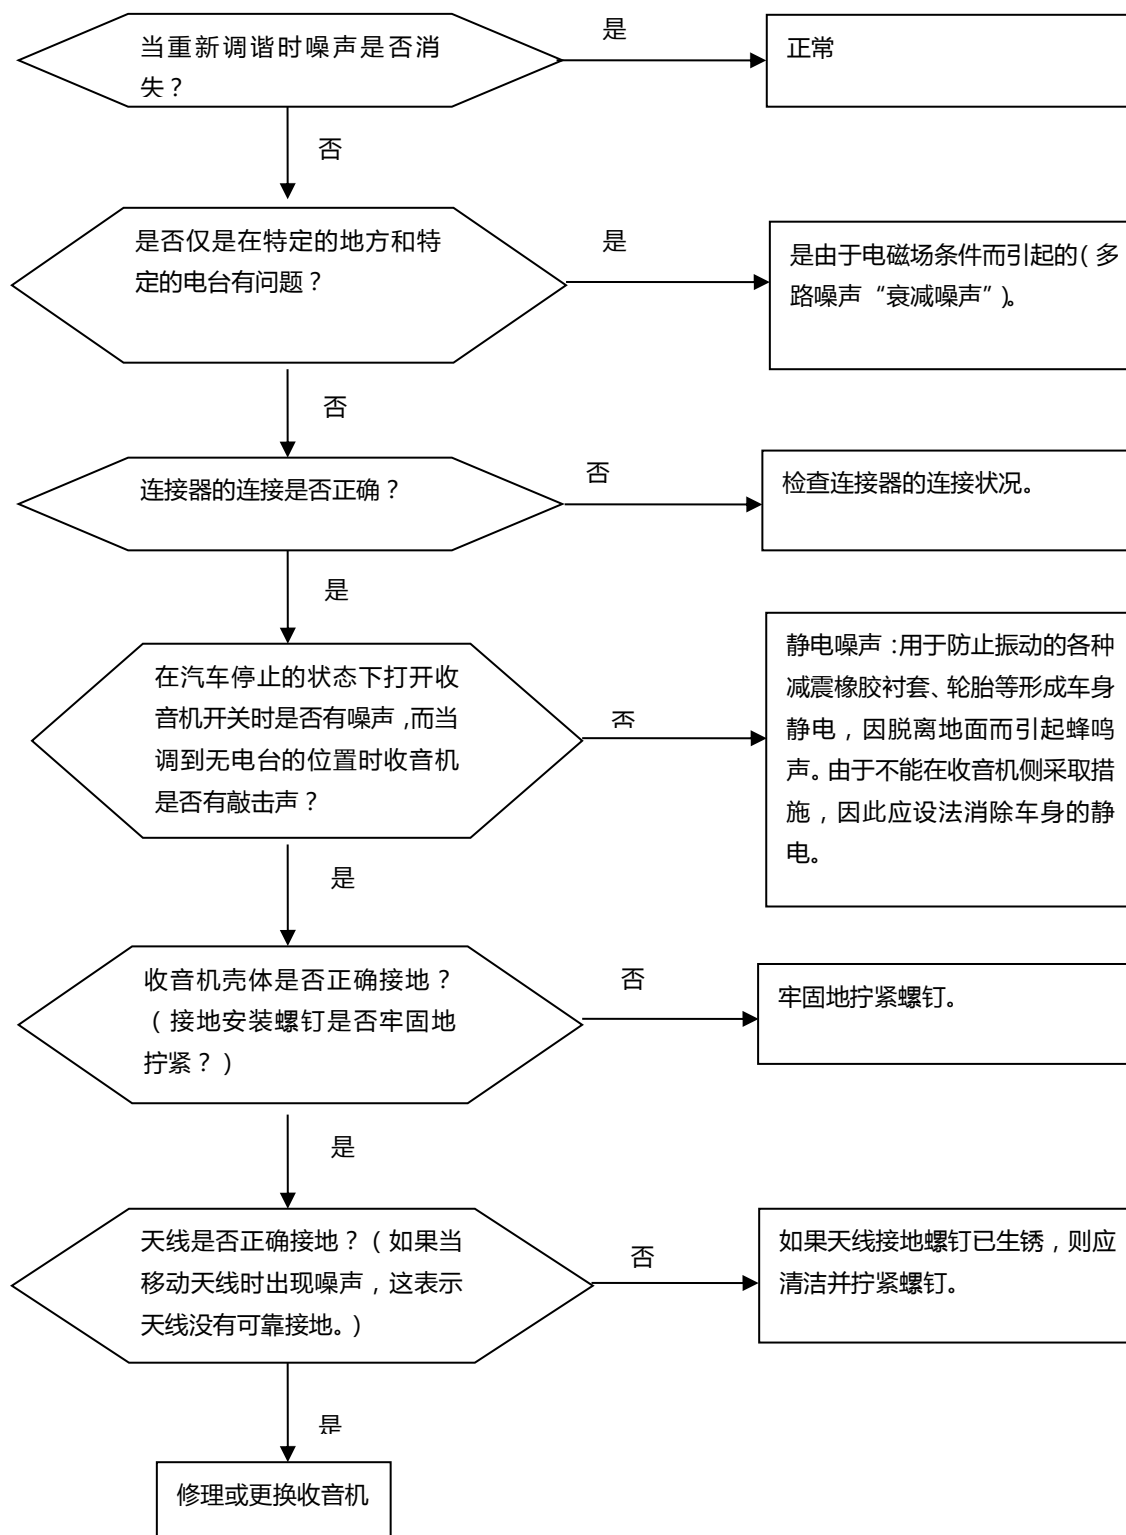 当重新调谐时噪声是否消
失？
是
正常
否
是否仅是在特定的地方和特
定的电台有问题？
是
是由于电磁场条件而引起的（多
路噪声“衰减噪声”）。
否
连接器的连接是否正确？
否
检查连接器的连接状况。
是
在汽车停止的状态下打开收
音机开关时是否有噪声，而当
调到无电台的位置时收音机
是否有敲击声？
否
静电噪声：用于防止振动的各种
减震橡胶衬套、轮胎等形成车身
静电，因脱离地面而引起蜂鸣
声。由于不能在收音机侧采取措
施，因此应设法消除车身的静
电。
是
收音机壳体是否正确接地？
（接地安装螺钉是否牢固地
拧紧？）
否
牢固地拧紧螺钉。
是
天线是否正确接地？（如果当
移动天线时出现噪声，这表示
天线没有可靠接地。）
否
如果天线接地螺钉已生锈，则应
清洁并拧紧螺钉。
是
修理或更换收音机